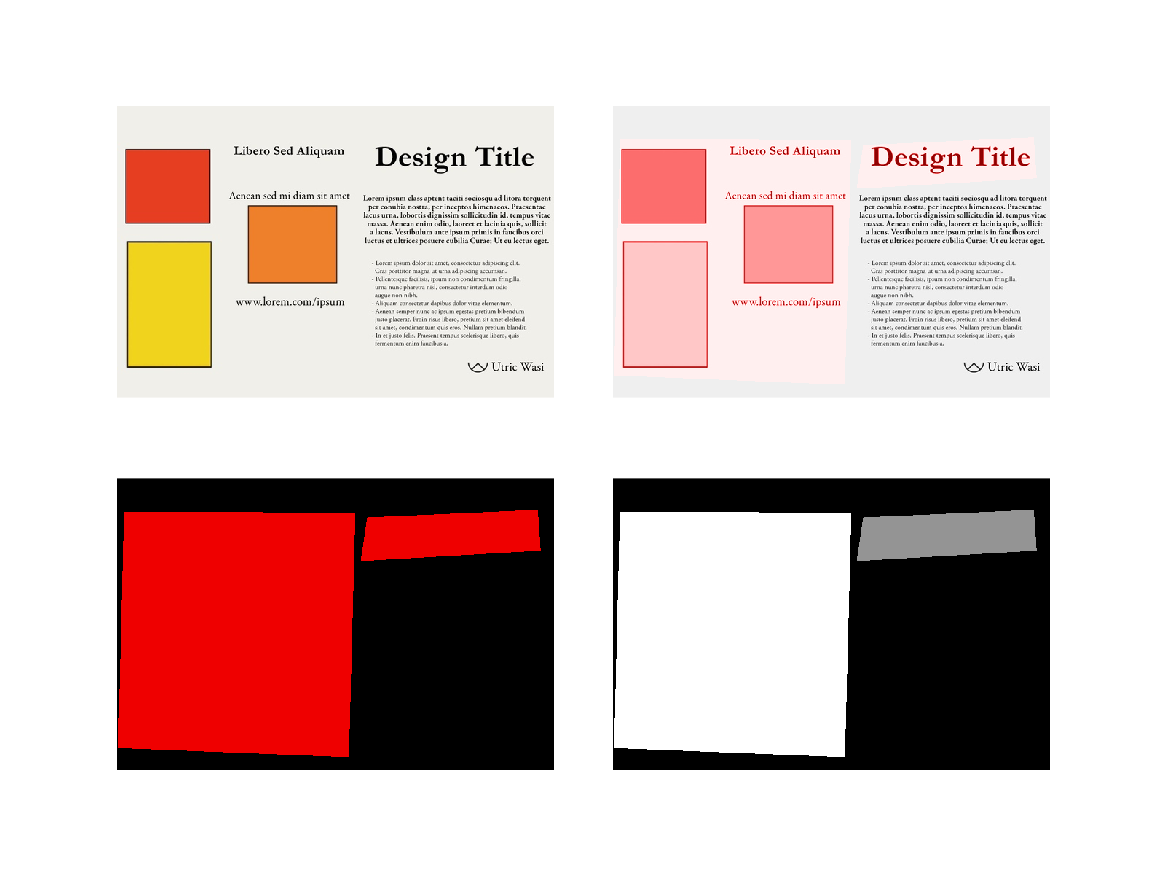 Libero Sed Aliquam
Aenean sed mi diam sit amet
www.lorem.com/ipsum
Design Title
Lorem ipsum class aptent taciti sociosqu ad litora torquent
per conubia nostra, per inceptos himenaeos. Praesentae
lacus urna, lobortis dignissim sollicitudin id, tempus vitae
massa. Aenean enim odio, laoreet et lacinia quis, sollicit
a lacus. Vestibulum ante ipsum primis in faucibus orci
luctus et ultrices posuere cubilia Curae; Ut eu lectus eget.
- Lorem ipsum dolor sit amet, consectetur adipiscing elit.
Cras porttitor magna at urna adipiscing accumsan.
- Pellentesque facilisis, ipsum non condimentum fringilla
urna nunc pharetra nisl, consectetur interdum odio
augue non nibh.
- Aliquam consectetur dapibus dolor vitae elementum.
Aenean semper nunc ac ipsum egestas pretium bibendum
justo placerat. Proin risus libero, pretium sit amet eleifend
sit amet, condimentum quis eros. Nullam pretium blandit
In et justo felis. Praesent tempus scelerisque libero, quis
fermentum enim faucibus a.
Utric Wasi
Libero Sed Aliquam
Aenean sed mi diam sit amet
www.lorem.com/ipsum
Design Title
Lorem ipsum class aptent taciti sociosqu ad litora torquent
per conubia nostra, per inceptos himenaeos. Praesentae
lacus urna, lobortis dignissim sollicitudin id, tempus vitae
massa. Aenean enim odio, laoreet et lacinia quis, sollicit
a lacus. Vestibulum ante ipsum primis in faucibus orci
luctus et ultrices posuere cubilia Curae; Ut eu lectus eget.
- Lorem ipsum dolor sit amet, consectetur adipiscing elit.
Cras porttitor magna at urna adipiscing accumsan.
- Pellentesque facilisis, ipsum non condimentum fringilla
urna nunc pharetra nisl, consectetur interdum odio
augue non nibh.
- Aliquam consectetur dapibus dolor vitae elementum.
Aenean semper nunc ac ipsum egestas pretium bibendum
justo placerat. Proin risus libero, pretium sit amet eleifend
sit amet, condimentum quis eros. Nullam pretium blandit
In et justo felis. Praesent tempus scelerisque libero, quis
fermentum enim faucibus a.
Utric Wasi